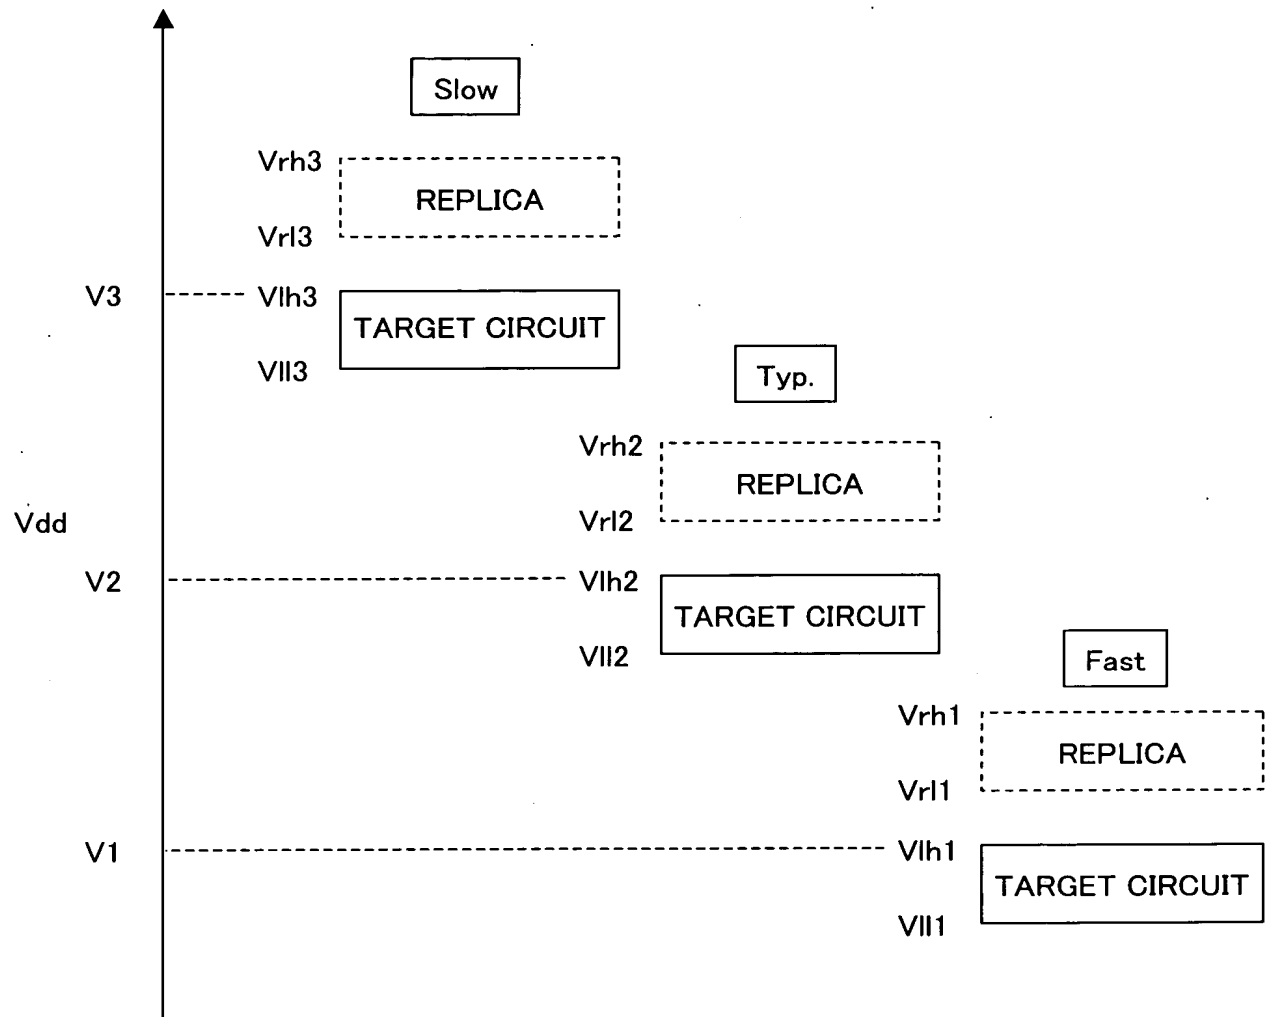 Slow
Vrh3
REPLICA
Vrl3
V3
Vlh3
TARGET CIRCUIT
Vll3
Typ.
Vrh2
REPLICA
Vrl2
Vdd
V2
Vlh2
TARGET CIRCUIT
Vll2
Fast
Vrh1
REPLICA
Vrl1
V1
Vlh1
TARGET CIRCUIT
Vll1